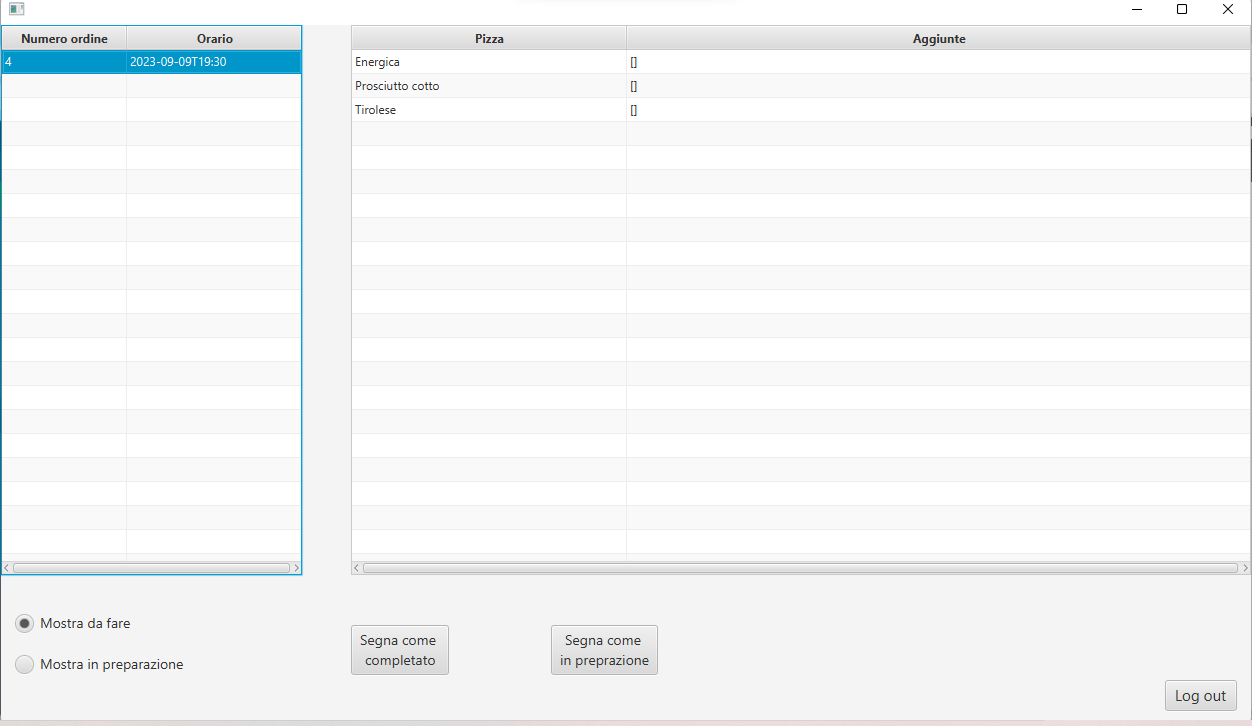 Numero ordine Orario
4 2023-09-09T19:30
Pizza Aggiunte
Energica []
Prosciutto cotto []
Tirolese []
Mostra da fare
Mostra in preparazione
Segna come
completato
Segna come
in preprazione
Log out